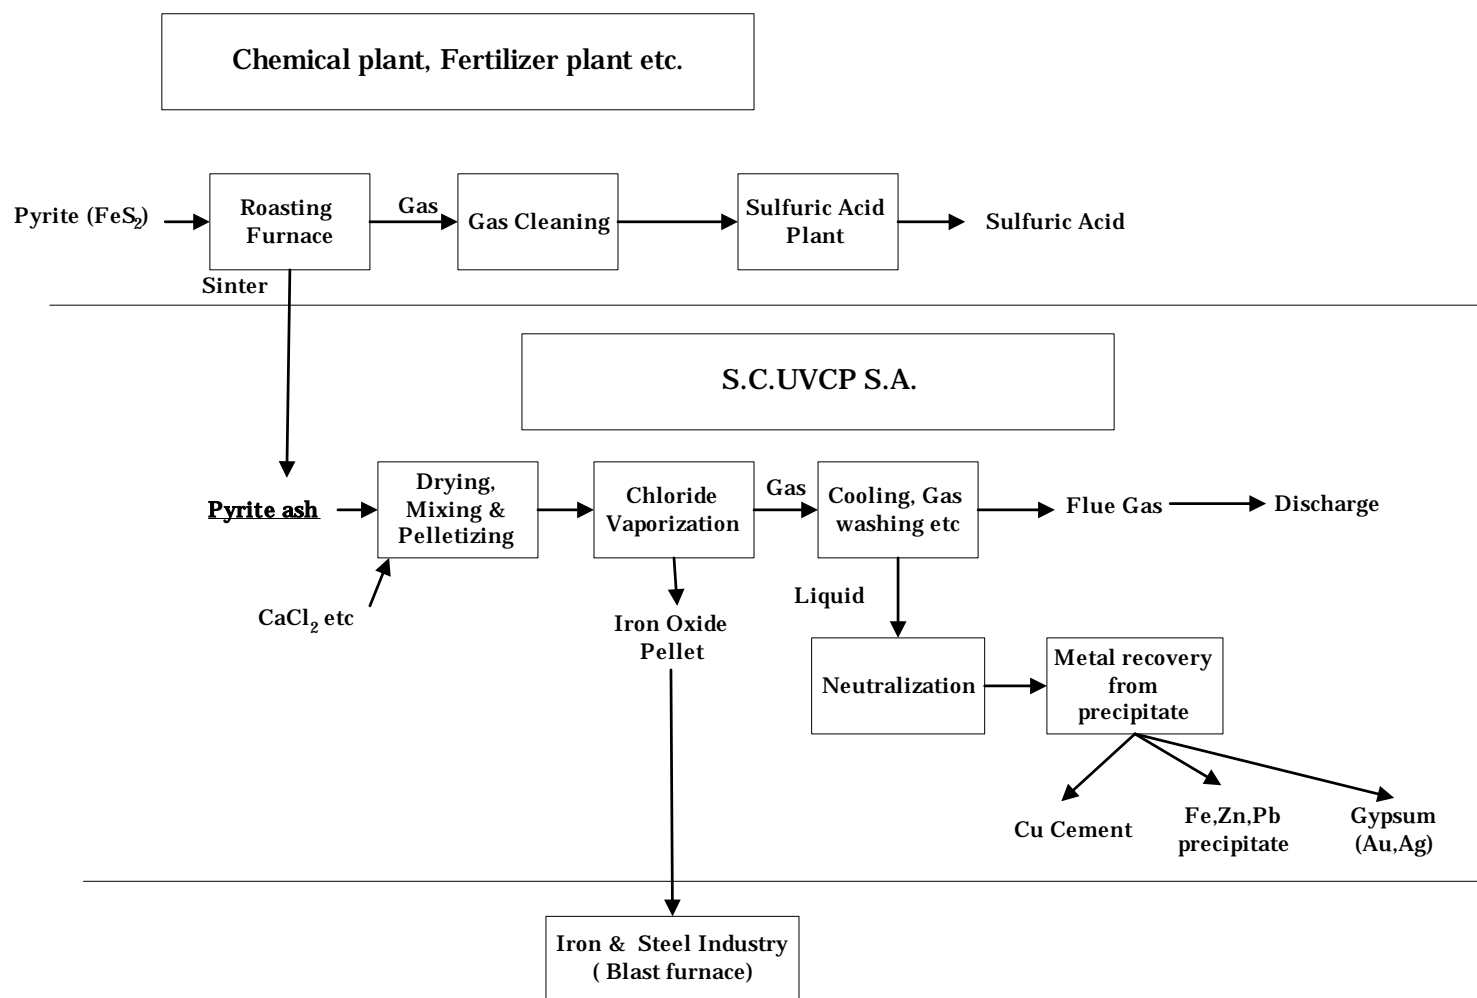 Chemical plant, Fertilizer plant etc.
Pyrite (FeS₂)
Roasting
Furnace
Gas
Gas Cleaning
Sulfuric Acid
Plant
Sulfuric Acid
Sinter
S.C.UVCP S.A.
Pyrite ash
Drying,
Mixing &
Pelletizing
Chloride
Vaporization
Gas
Cooling, Gas
washing etc
Flue Gas
Discharge
CaCl₂ etc
Iron Oxide
Pellet
Liquid
Neutralization
Metal recovery
from
precipitate
Cu Cement
Fe,Zn,Pb
precipitate
Gypsum
(Au,Ag)
Iron & Steel Industry
( Blast furnace)